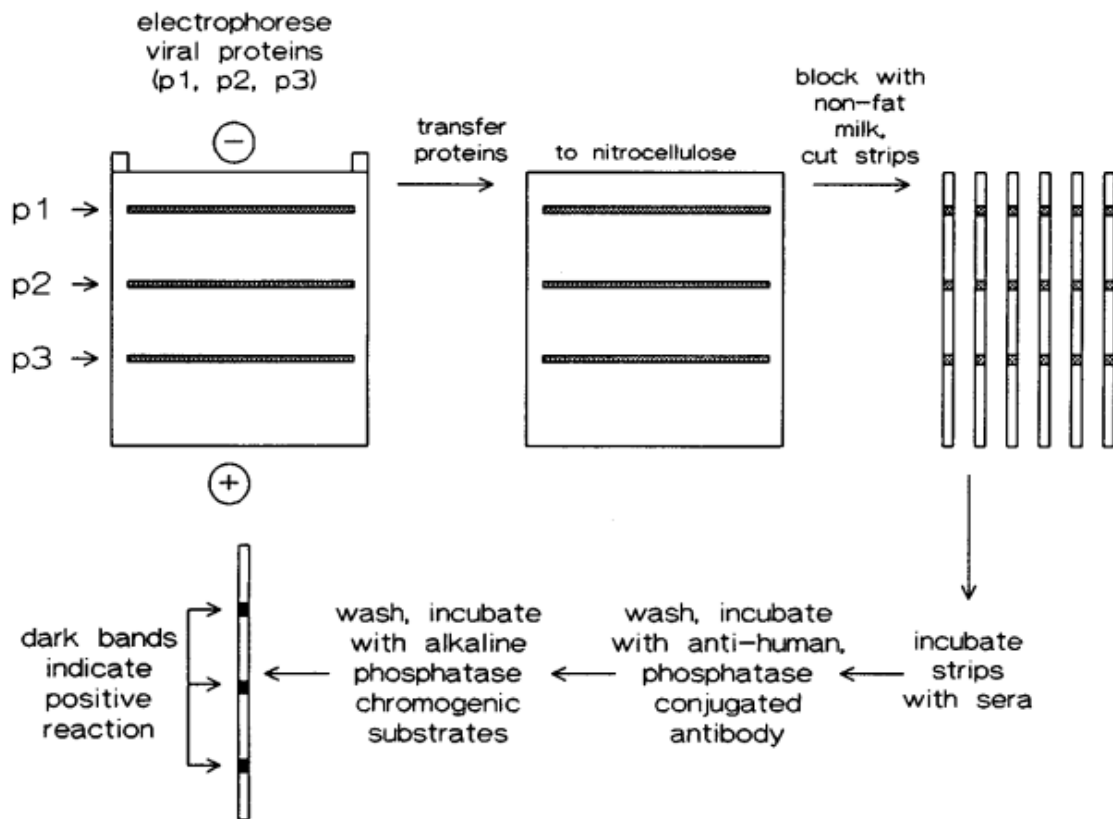 electrophorese
viral proteins
(p1, p2, p3)
−
p1
p2
p3
+
transfer
proteins
to nitrocellulose
block with
non-fat
milk,
cut strips
incubate
strips
with sera
wash, incubate
with anti-human,
phosphatase
conjugated
antibody
wash, incubate
with alkaline
phosphatase
chromogenic
substrates
dark bands
indicate
positive
reaction